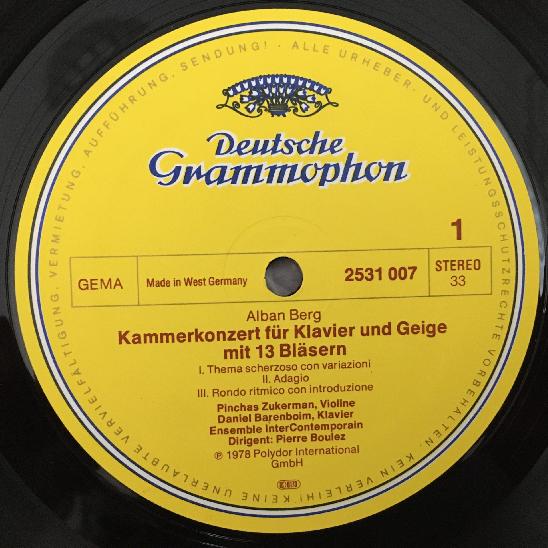 ALLE URHEBER- UND LEISTUNGSSCHUTZRECHTE VORBEHALTEN · KEIN VERLEIH! KEINE UNERLAUBTE VERVIELFÄLTIGUNG, VERMIETUNG, AUFFÜHRUNG, SENDUNG! ·
Deutsche
Grammophon
1
GEMA
Made in West Germany
2531 007
STEREO
33
Alban Berg
Kammerkonzert für Klavier und Geige
mit 13 Bläsern
I. Thema scherzoso con variazioni
II. Adagio
III. Rondo ritmico con introduzione
Pinchas Zukerman, Violine
Daniel Barenboim, Klavier
Ensemble InterContemporain
Dirigent: Pierre Boulez
℗ 1978 Polydor International
GmbH